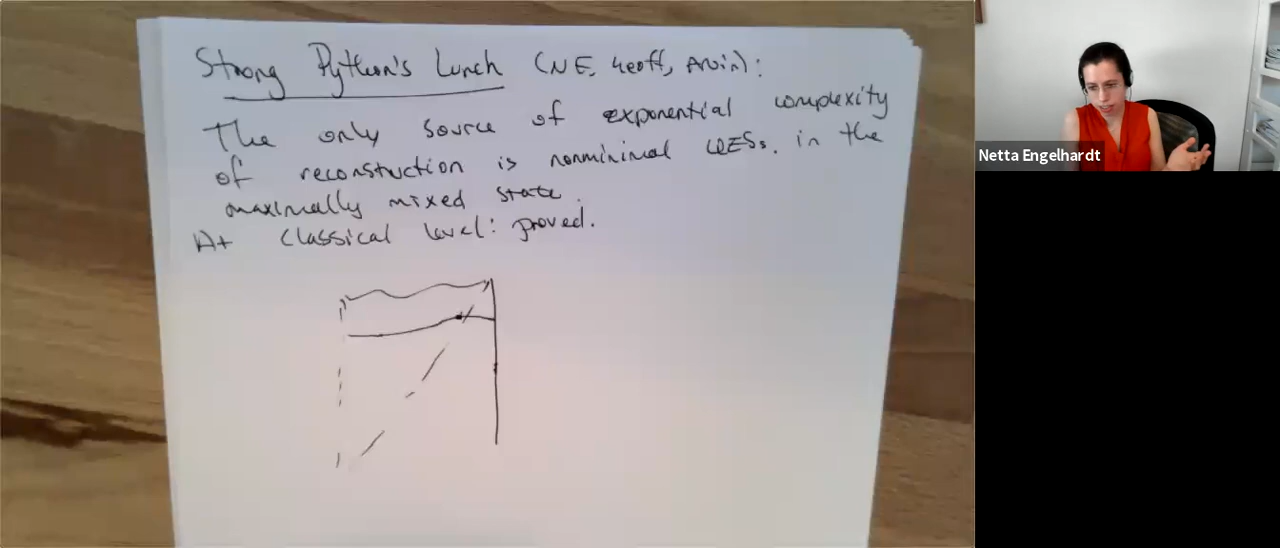 Strong Python's Lunch (NE, Geoff, Arvin):
The only source of exponential complexity
of reconstruction is nonminimal QESs. in the
maximally mixed state.
At classical level: proved.
Netta Engelhardt